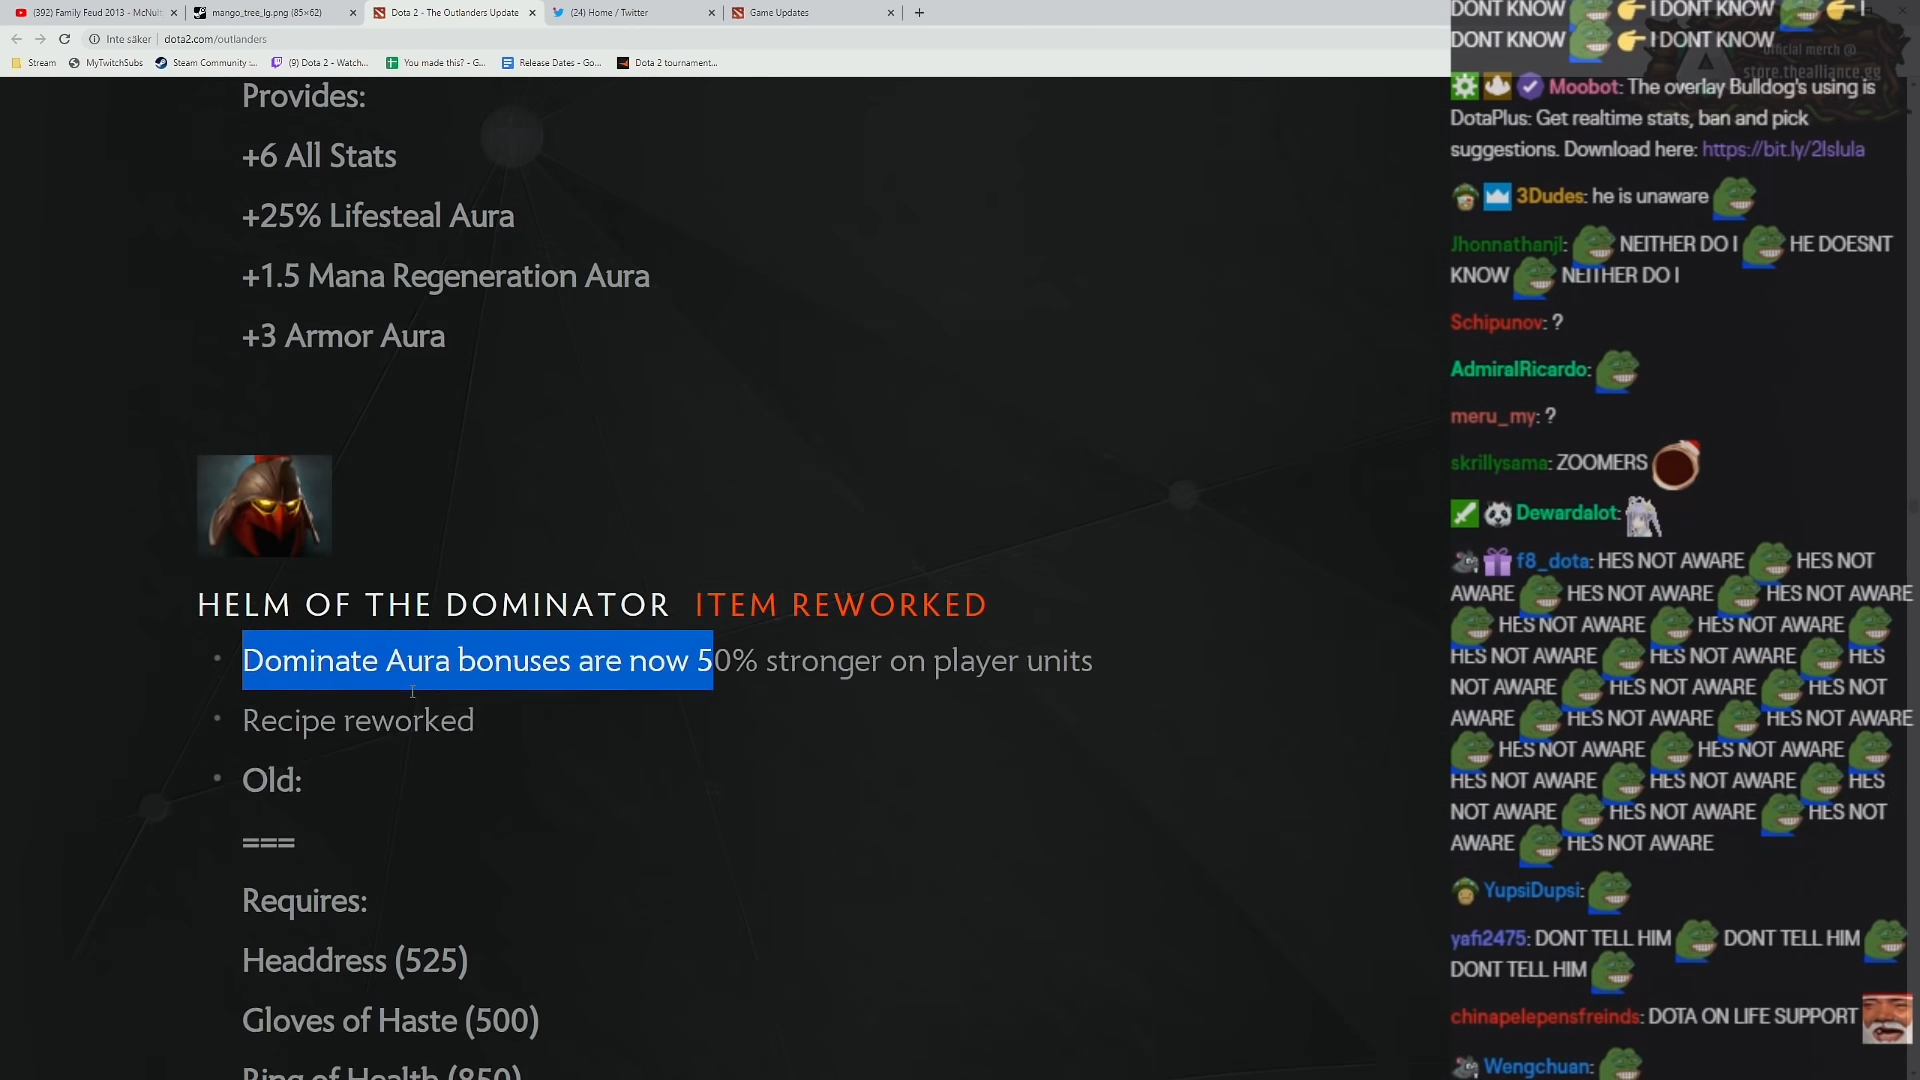 (392) Family Feud 2013 - McNult
mango_tree_lg.png (85×62)
Dota 2 - The Outlanders Update
(24) Home / Twitter
Game Updates
Inte säker
dota2.com/outlanders
Stream
MyTwitchSubs
Steam Community :...
(9) Dota 2 - Watch...
You made this? - G...
Release Dates - Go...
Dota 2 tournament...
Provides:
+6 All Stats
+25% Lifesteal Aura
+1.5 Mana Regeneration Aura
+3 Armor Aura
HELM OF THE DOMINATOR ITEM REWORKED
Dominate Aura bonuses are now 50% stronger on player units
Recipe reworked
Old:
===
Requires:
Headdress (525)
Gloves of Haste (500)
Ring of Health (850)
DONT KNOW I DONT KNOW I
DONT KNOW I DONT KNOW
official merch @
store.thealliance.gg
Moobot: The overlay Bulldog's using is
DotaPlus: Get realtime stats, ban and pick
suggestions. Download here: https://bit.ly/2lslula
3Dudes: he is unaware
Jhonnathanjl: NEITHER DO I HE DOESNT
KNOW NEITHER DO I
Schipunov: ?
AdmiralRicardo:
meru_my: ?
skrillysama: ZOOMERS
Dewardalot:
f8_dota: HES NOT AWARE HES NOT
AWARE HES NOT AWARE HES NOT AWARE
HES NOT AWARE HES NOT AWARE
HES NOT AWARE HES NOT AWARE HES
NOT AWARE HES NOT AWARE HES NOT
AWARE HES NOT AWARE HES NOT AWARE
HES NOT AWARE HES NOT AWARE
HES NOT AWARE HES NOT AWARE HES
NOT AWARE HES NOT AWARE HES NOT
AWARE HES NOT AWARE
YupsiDupsi:
yafi2475: DONT TELL HIM DONT TELL HIM
DONT TELL HIM
chinapelepensfreinds: DOTA ON LIFE SUPPORT
Wengchuan: